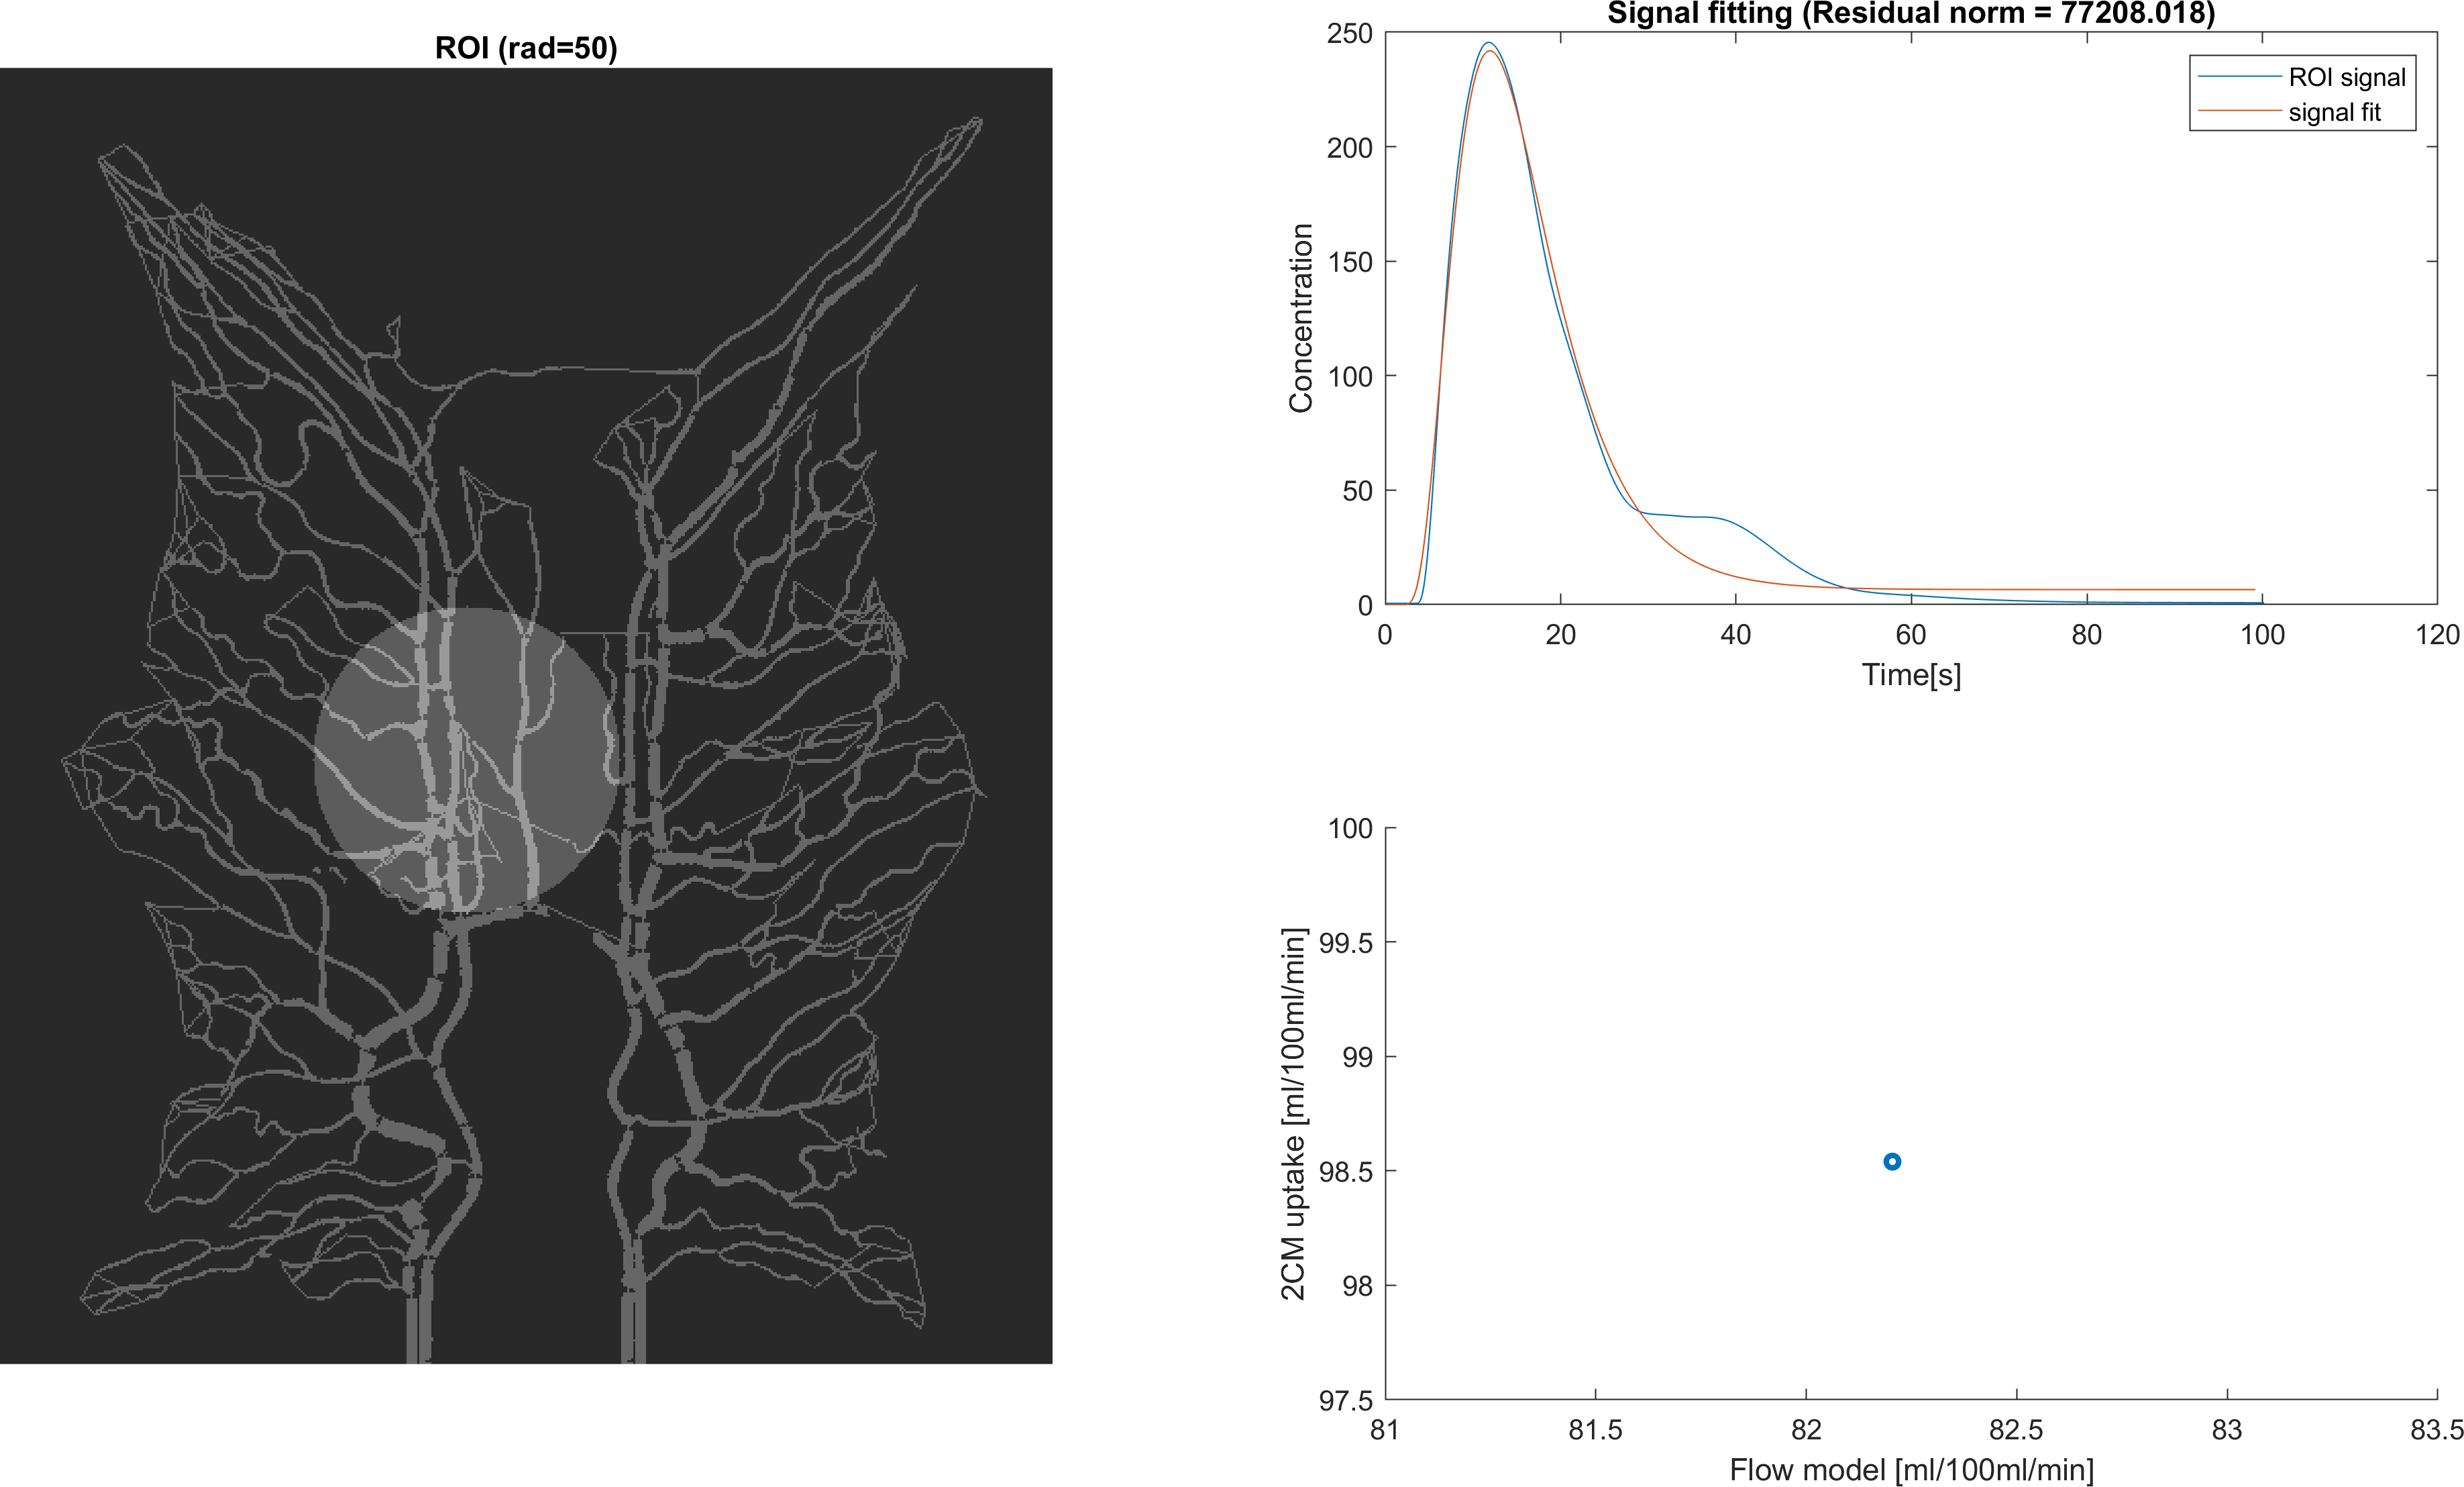 ROI (rad=50)
Signal fitting (Residual norm = 77208.018)
250
200
150
100
50
0
Concentration
ROI signal
signal fit
0 20 40 60 80 100 120
Time[s]
100
99.5
99
98.5
98
97.5
2CM uptake [ml/100ml/min]
81 81.5 82 82.5 83 83.5
Flow model [ml/100ml/min]